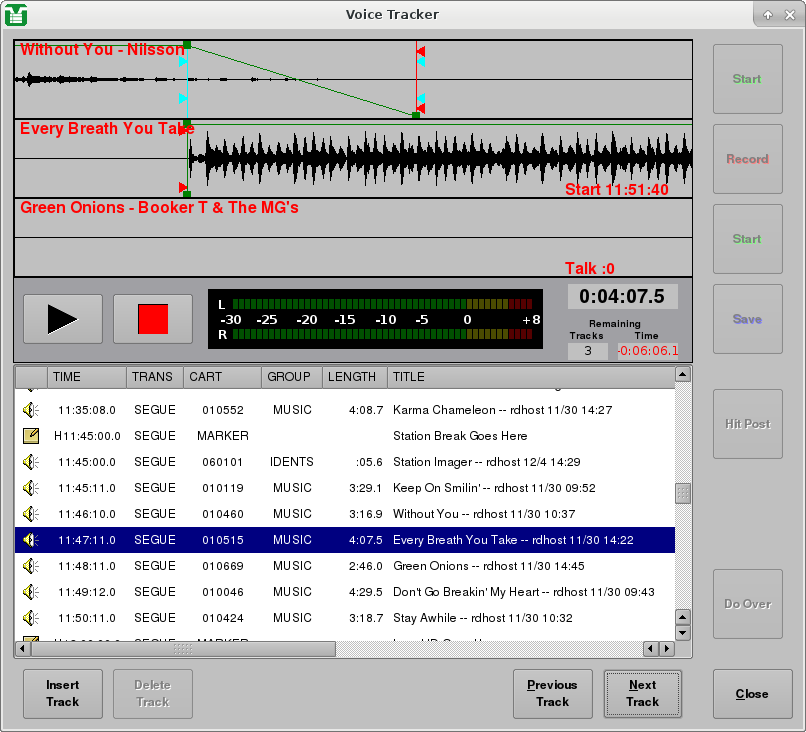 Voice Tracker
Without You - Nilsson
Every Breath You Take
Start 11:51:40
Green Onions - Booker T & The MG's
Talk :0
Start
Record
Start
Save
Hit Post
Do Over
L
-30 -25 -20 -15 -10 -5 0 +8
R
0:04:07.5
Remaining
Tracks Time
3 -0:06:06.1
TIME TRANS CART GROUP LENGTH TITLE
11:35:08.0 SEGUE 010552 MUSIC 4:08.7 Karma Chameleon -- rdhost 11/30 14:27
H11:45:00.0 SEGUE MARKER Station Break Goes Here
11:45:00.0 SEGUE 060101 IDENTS :05.6 Station Imager -- rdhost 12/4 14:29
11:45:11.0 SEGUE 010119 MUSIC 3:29.1 Keep On Smilin' -- rdhost 11/30 09:52
11:46:10.0 SEGUE 010460 MUSIC 3:16.9 Without You -- rdhost 11/30 10:37
11:47:11.0 SEGUE 010515 MUSIC 4:07.5 Every Breath You Take -- rdhost 11/30 14:22
11:48:11.0 SEGUE 010669 MUSIC 2:46.0 Green Onions -- rdhost 11/30 14:45
11:49:12.0 SEGUE 010046 MUSIC 4:29.5 Don't Go Breakin' My Heart -- rdhost 11/30 09:43
11:50:11.0 SEGUE 010424 MUSIC 3:18.7 Stay Awhile -- rdhost 11/30 10:32
Insert
Track
Delete
Track
Previous
Track
Next
Track
Close